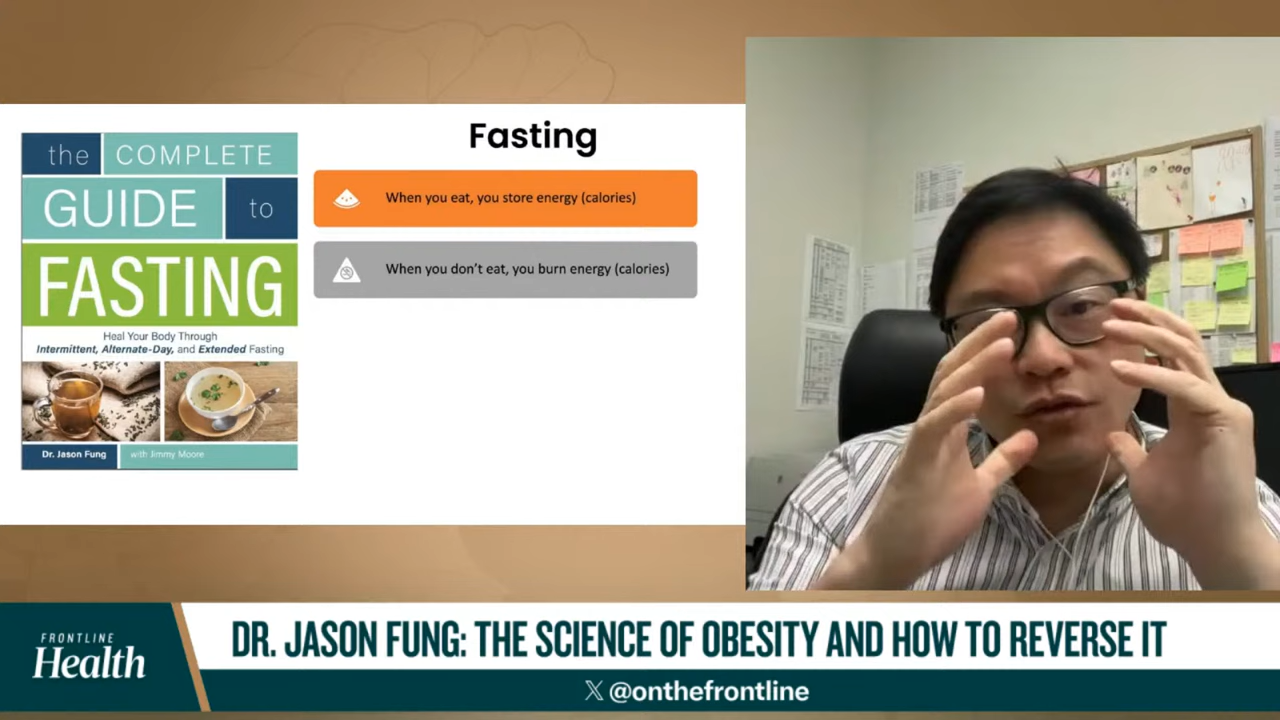 the COMPLETE
GUIDE to
FASTING
Heal Your Body Through
Intermittent, Alternate-Day, and Extended Fasting
Dr. Jason Fung with Jimmy Moore
Fasting
When you eat, you store energy (calories)
When you don't eat, you burn energy (calories)
FRONTLINE
Health
DR. JASON FUNG: THE SCIENCE OF OBESITY AND HOW TO REVERSE IT
X @onthefrontline